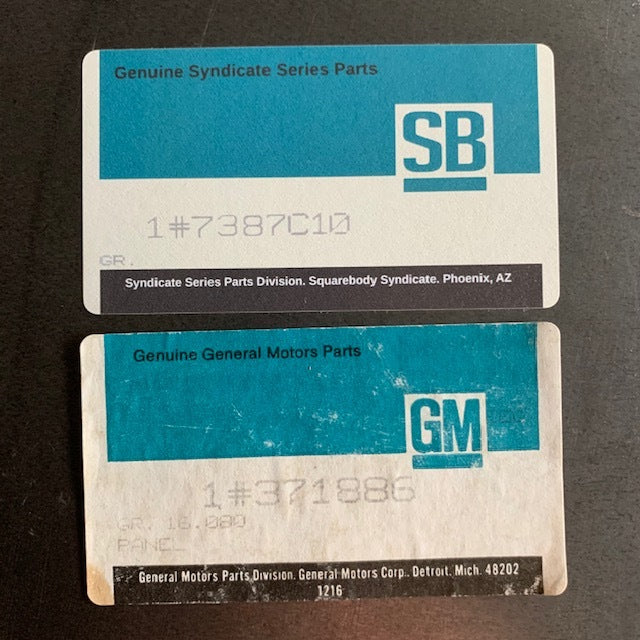 Genuine Syndicate Series Parts
SB
1#7387C10
GR.
Syndicate Series Parts Division. Squarebody Syndicate. Phoenix, AZ
Genuine General Motors Parts
GM
1#371886
GR. 16.080
PANEL
General Motors Parts Division. General Motors Corp.. Detroit. Mich. 48202
1216